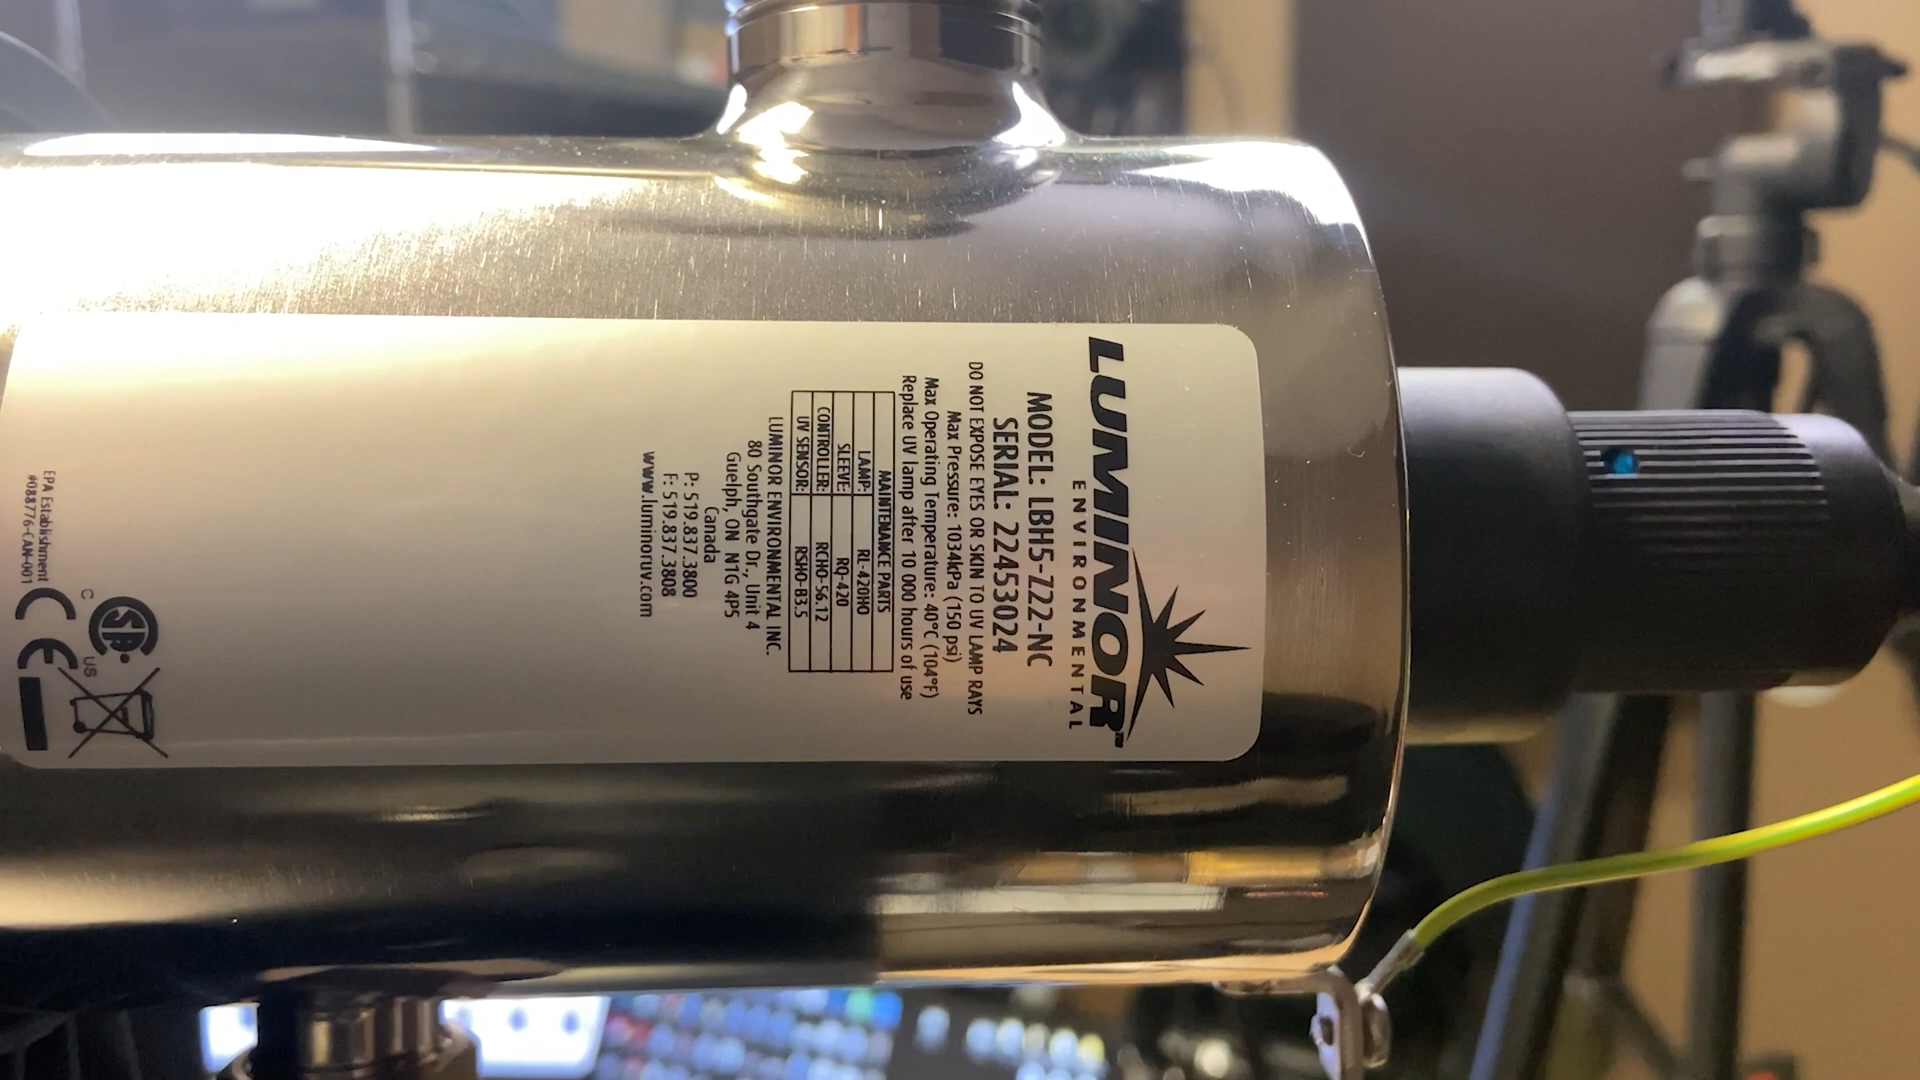 LUMINOR™
ENVIRONMENTAL
MODEL: LBH5-Z22-NC
SERIAL: 22453024
DO NOT EXPOSE EYES OR SKIN TO UV LAMP RAYS
Max Pressure: 1034kPa (150 psi)
Max Operating Temperature: 40°C (104°F)
Replace UV lamp after 10 000 hours of use
MAINTENANCE PARTS
LAMP: RL-420HO
SLEEVE: RQ-420
CONTROLLER: RCHO-56.12
UV SENSOR: RSHO-B3.5
LUMINOR ENVIRONMENTAL INC.
80 Southgate Dr., Unit 4
Guelph, ON N1G 4P5
Canada
P: 519.837.3800
F: 519.837.3808
www.luminoruv.com
C SP® US
EPA Establishment
#088776-CAN-001
CE